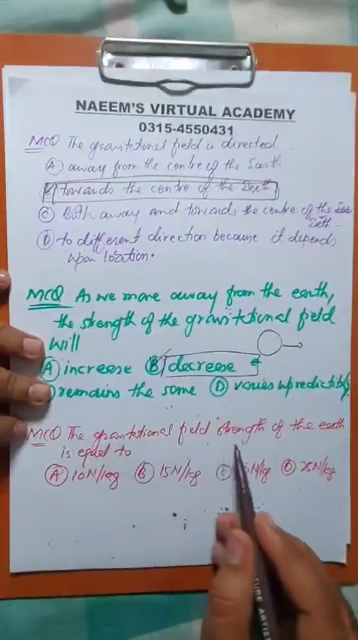 NAEEM'S VIRTUAL ACADEMY
0315-4550431
MCQ The gravitational field is directed
(A) away from the centre of the Earth
towards the centre of the Earth
(C) Both away and towards the centre of the
Earth
(D) to different direction because it depends
upon location.
MCQ As we move away from the earth,
the strength of the gravitational field
will
(A) increase (B) decrease
remains the same (D) varies
MCQ The gravitational field strength of the earth
is equal to
(A) 10N/kg (B) 15N/kg (C) N/kg (D) 25N/kg